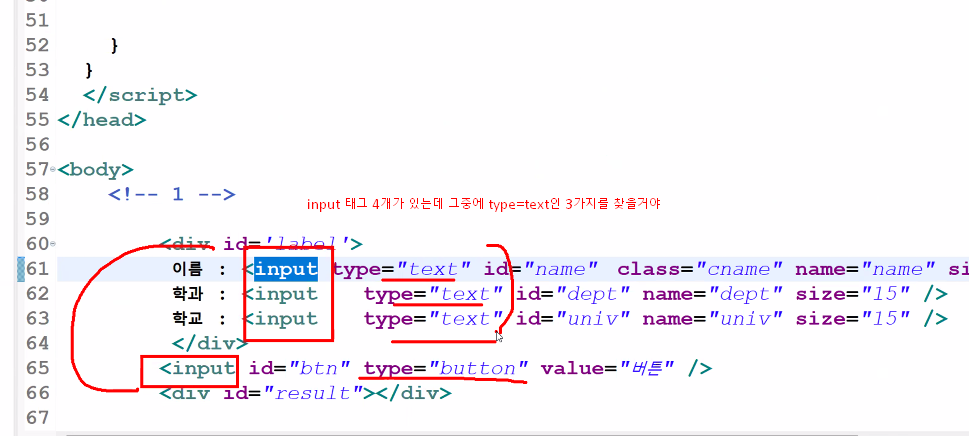 51
52 }
53 }
54 </script>
55 </head>
56
57 <body>
58 <!-- 1 -->
input 태그 4개가 있는데 그중에 type=text인 3가지를 찾을거야
59
60 <div id='label'>
61 이름 : <input type="text" id="name" class="cname" name="name" si
62 학과 : <input type="text" id="dept" name="dept" size="15" />
63 학교 : <input type="text" id="univ" name="univ" size="15" />
64 </div>
65 <input id="btn" type="button" value="버튼" />
66 <div id="result"></div>
67